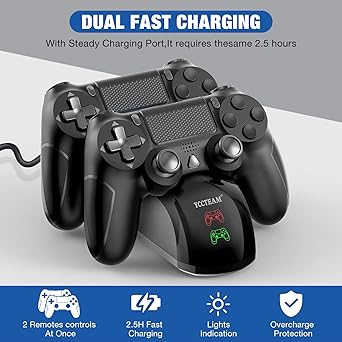 DUAL FAST CHARGING
With Steady Charging Port,It requires thesame 2.5 hours
YCCTEAM
2 Remotes controls
At Once
2.5H Fast
Charging
Lights
Indication
Overcharge
Protection